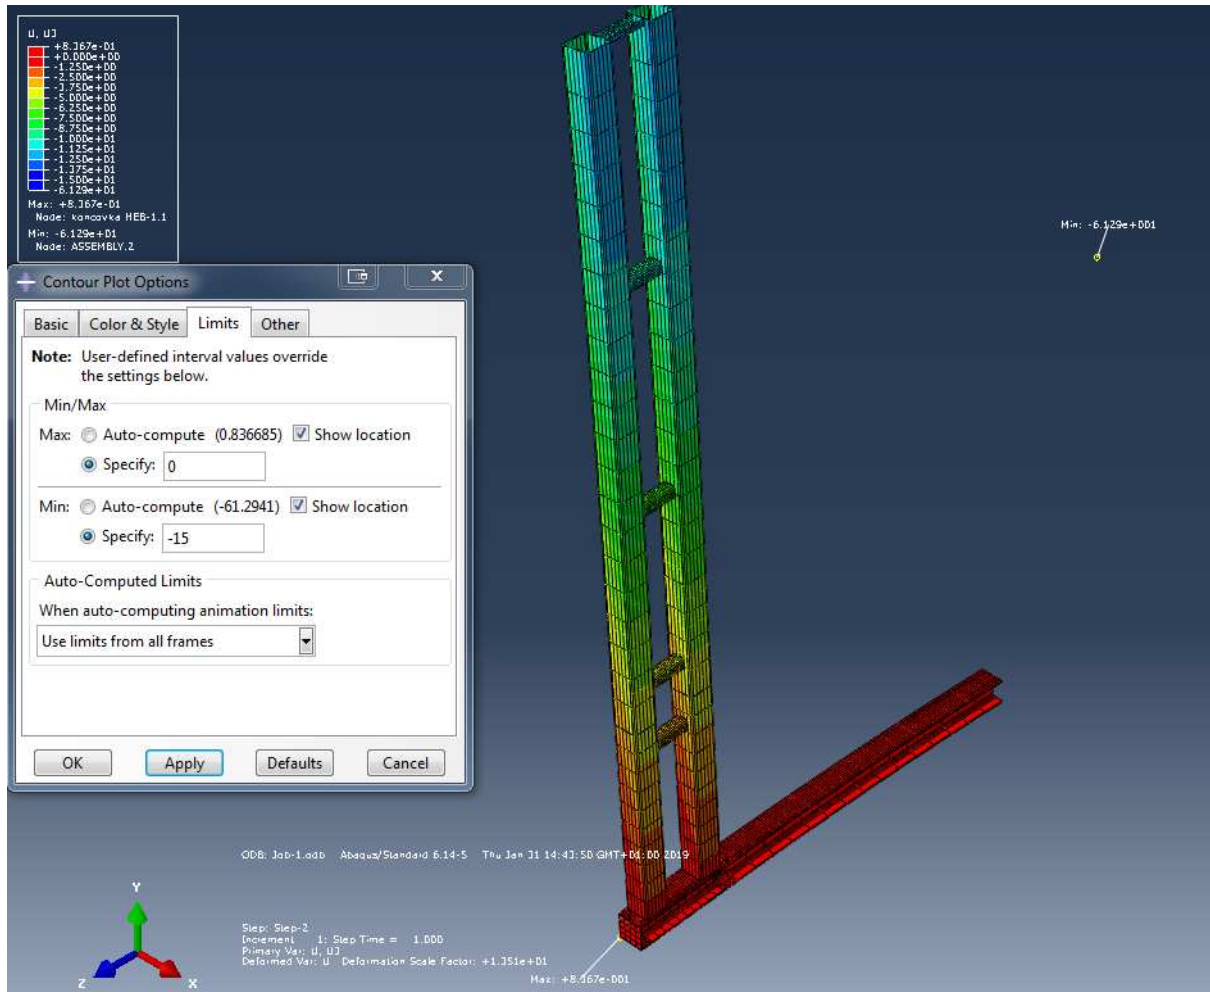 U, U3
+8.367e-01
+0.000e+00
-1.250e+00
-2.500e+00
-3.750e+00
-5.000e+00
-6.250e+00
-7.500e+00
-8.750e+00
-1.000e+01
-1.125e+01
-1.250e+01
-1.375e+01
-1.500e+01
-6.129e+01
Max: +8.367e-01
Node: kancovka HEB-1.1
Min: -6.129e+01
Node: ASSEMBLY.2
Min: -6.129e+001
Contour Plot Options
Basic Color & Style Limits Other
Note: User-defined interval values override
the settings below.
Min/Max
Max: Auto-compute (0.836685) Show location
Specify: 0
Min: Auto-compute (-61.2941) Show location
Specify: -15
Auto-Computed Limits
When auto-computing animation limits:
Use limits from all frames
OK Apply Defaults Cancel
ODB: Job-1.odb Abaqus/Standard 6.14-5 Thu Jan 31 14:43:50 GMT+01:00 2019
Y
Z X
Step: Step-2
Increment 1: Step Time = 1.000
Primary Var: U, U3
Deformed Var: U Deformation Scale Factor: +1.351e+01
Max: +8.367e-001